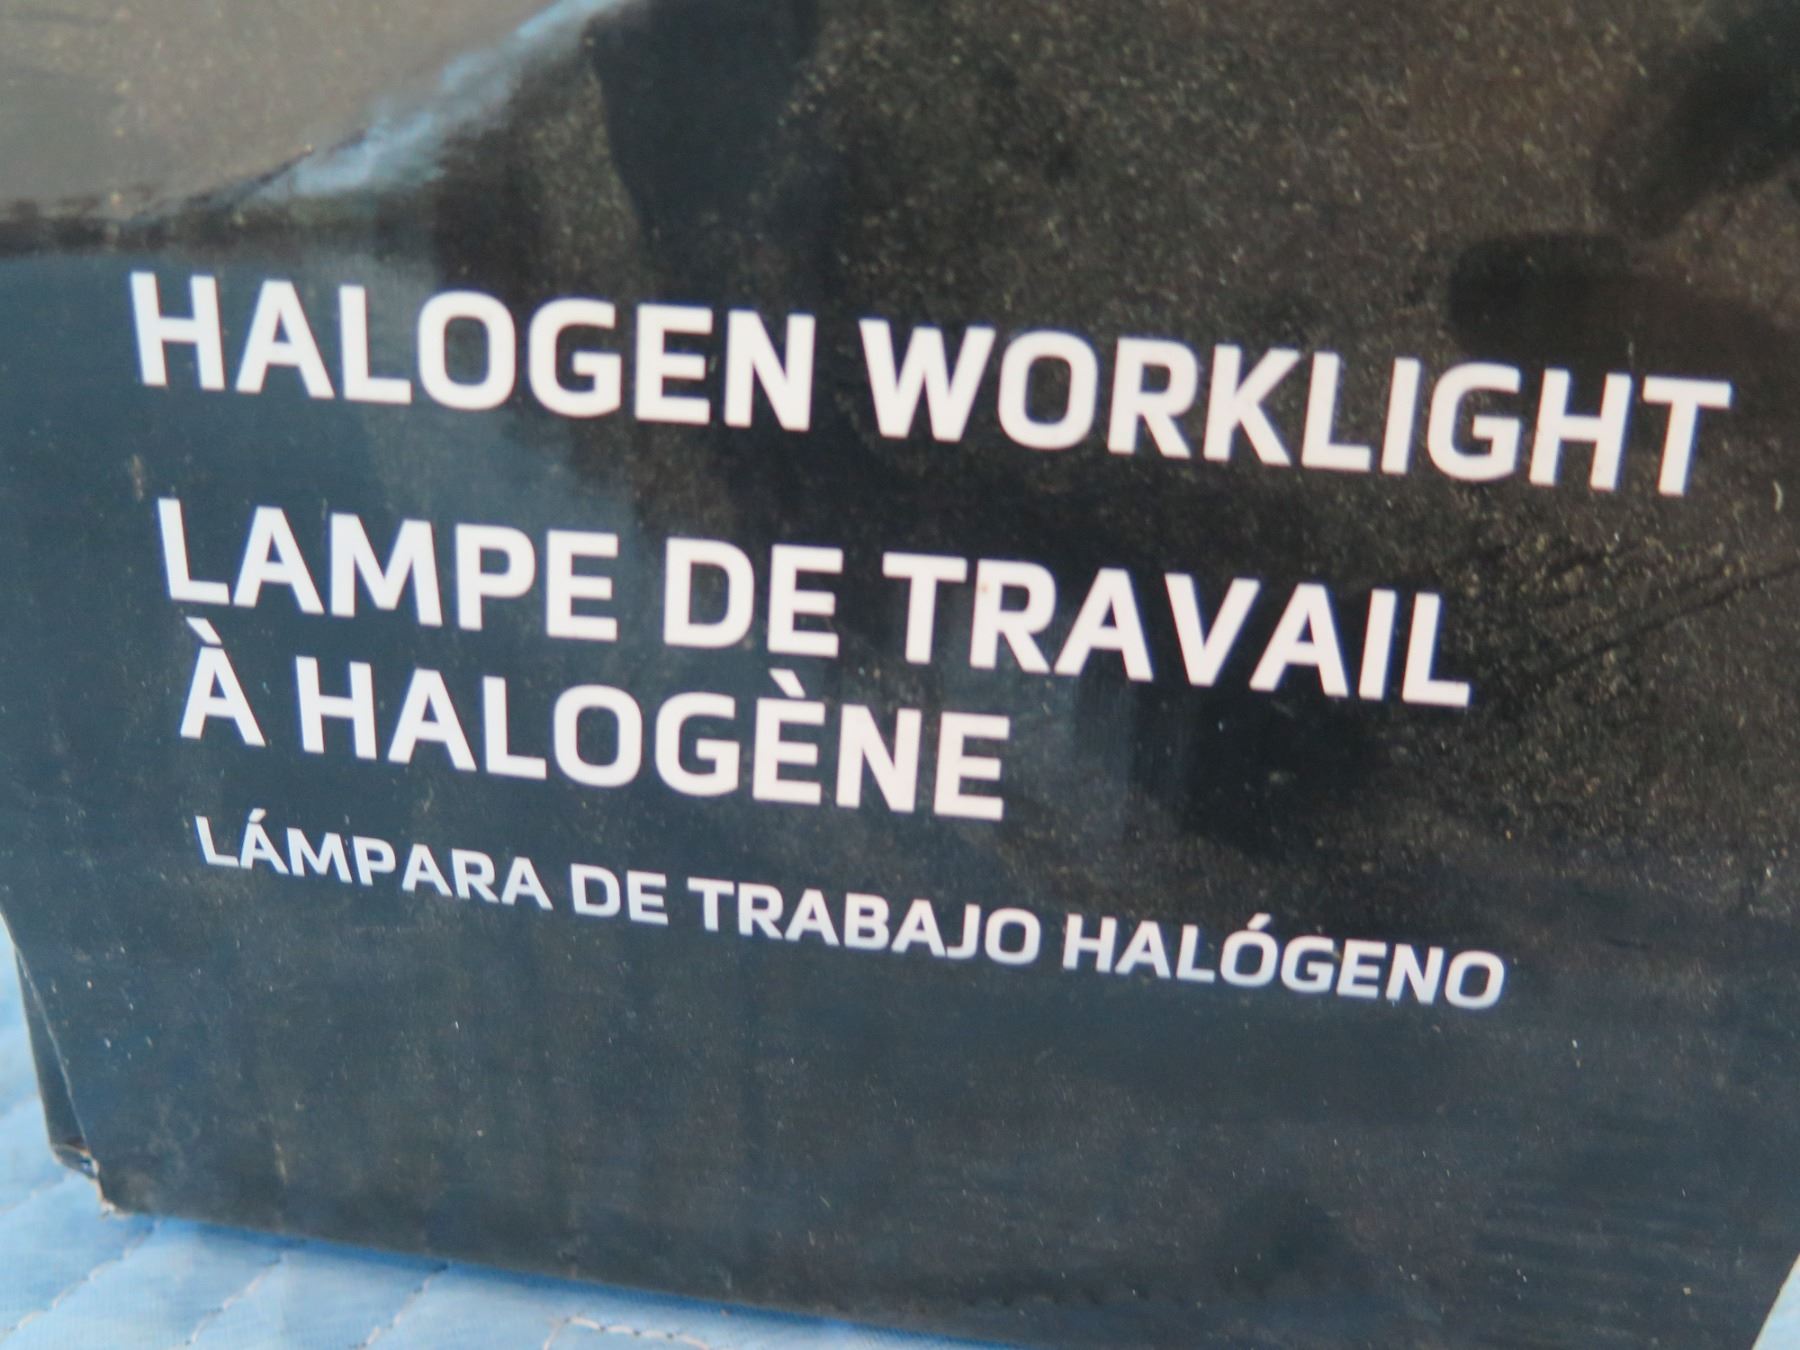 HALOGEN WORKLIGHT
LAMPE DE TRAVAIL
À HALOGÈNE
LÁMPARA DE TRABAJO HALÓGENO